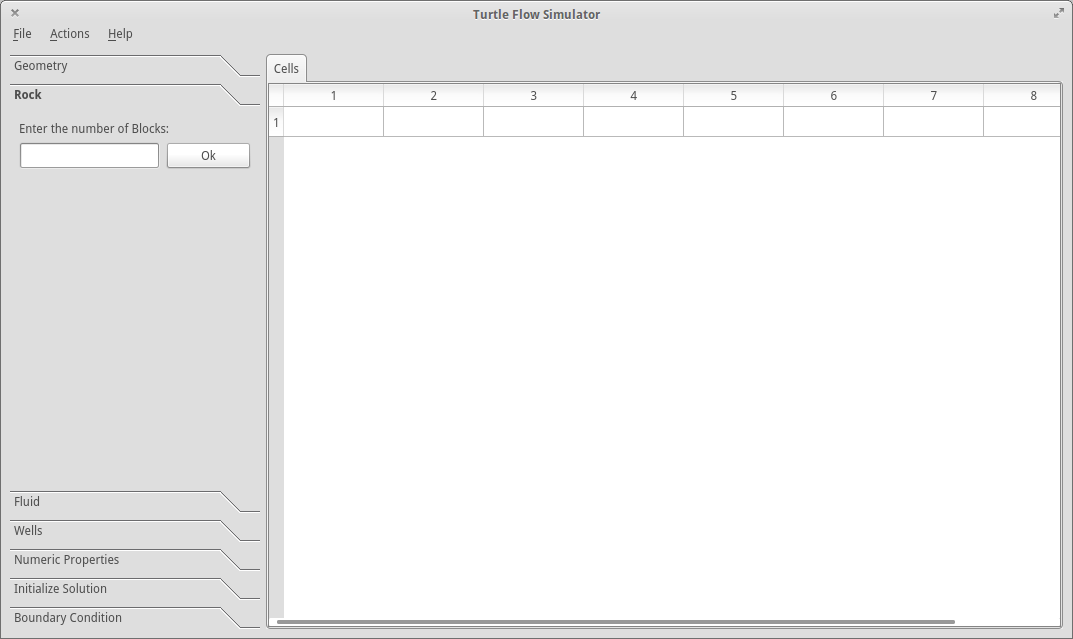 Turtle Flow Simulator
File Actions Help
Geometry
Rock
Enter the number of Blocks:
Ok
Fluid
Wells
Numeric Properties
Initialize Solution
Boundary Condition
Cells
1 2 3 4 5 6 7 8
1